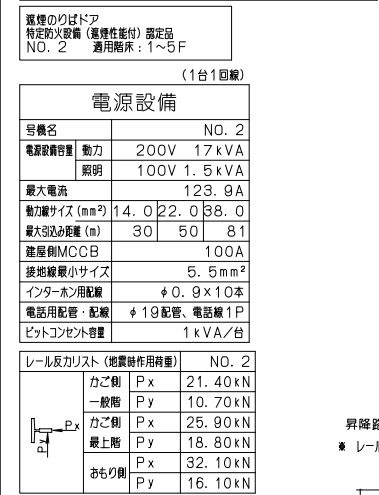 遮煙のりばドア
特定防火設備(遮煙性能付)認定品
NO. 2 適用階床:1~5F
(1台1回線)
電源設備
号機名 NO. 2
電源設備容量 動力 200V 17kVA
照明 100V 1. 5kVA
最大電流 123. 9A
動力線サイズ(mm²) 14. 0 22. 0 38. 0
最大引込み距離(m) 30 50 81
建屋側MCCB 100A
接地線最小サイズ 5. 5mm²
インターホン用配線 φ0. 9×10本
電話用配管・配線 φ19配管、電話線1P
ピットコンセント容量 1kVA/台
レール反力リスト(地震時作用荷重) NO. 2
かご側 Px 21. 40kN
一般階 Py 10. 70kN
かご側 Px 25. 90kN
最上階 Py 18. 80kN
おもり側 Px 32. 10kN
Py 16. 10kN
Px
Py
昇降路
※ レール